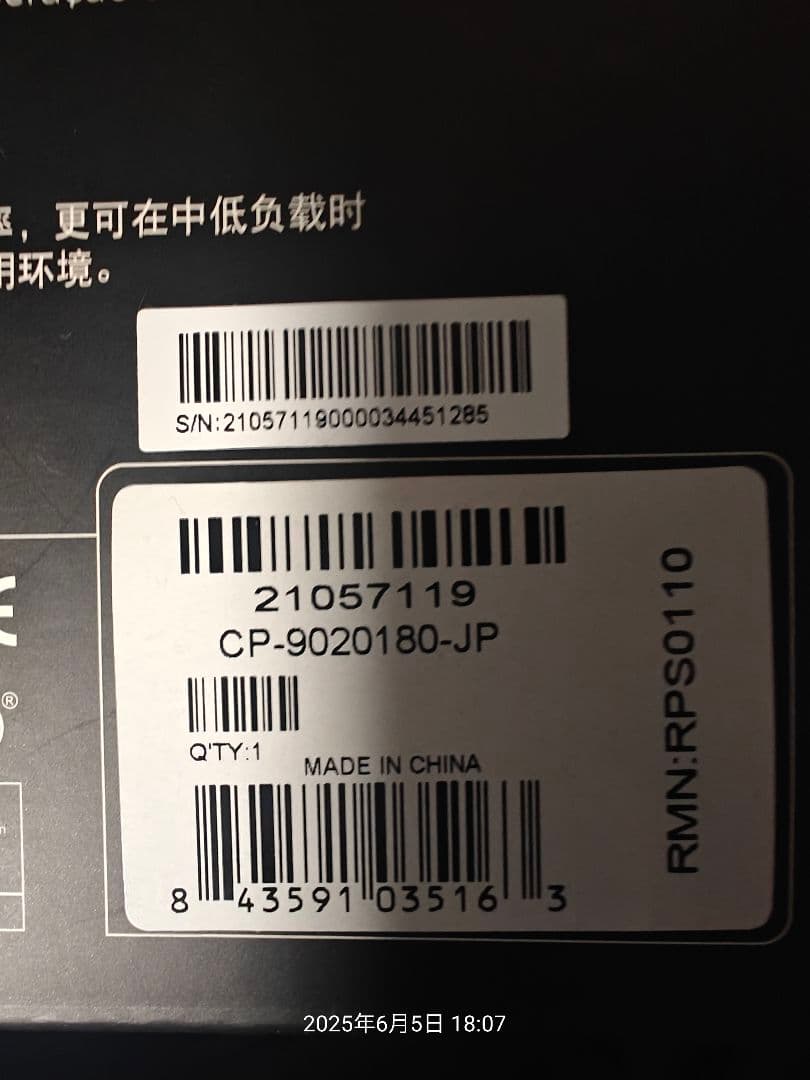 ，更可在中低负载时
用环境。
S/N:21057119000034451285
21057119
CP-9020180-JP
Q'TY:1
MADE IN CHINA
8 43591 03516 3
RMN:RPS0110
®
2025年6月5日 18:07